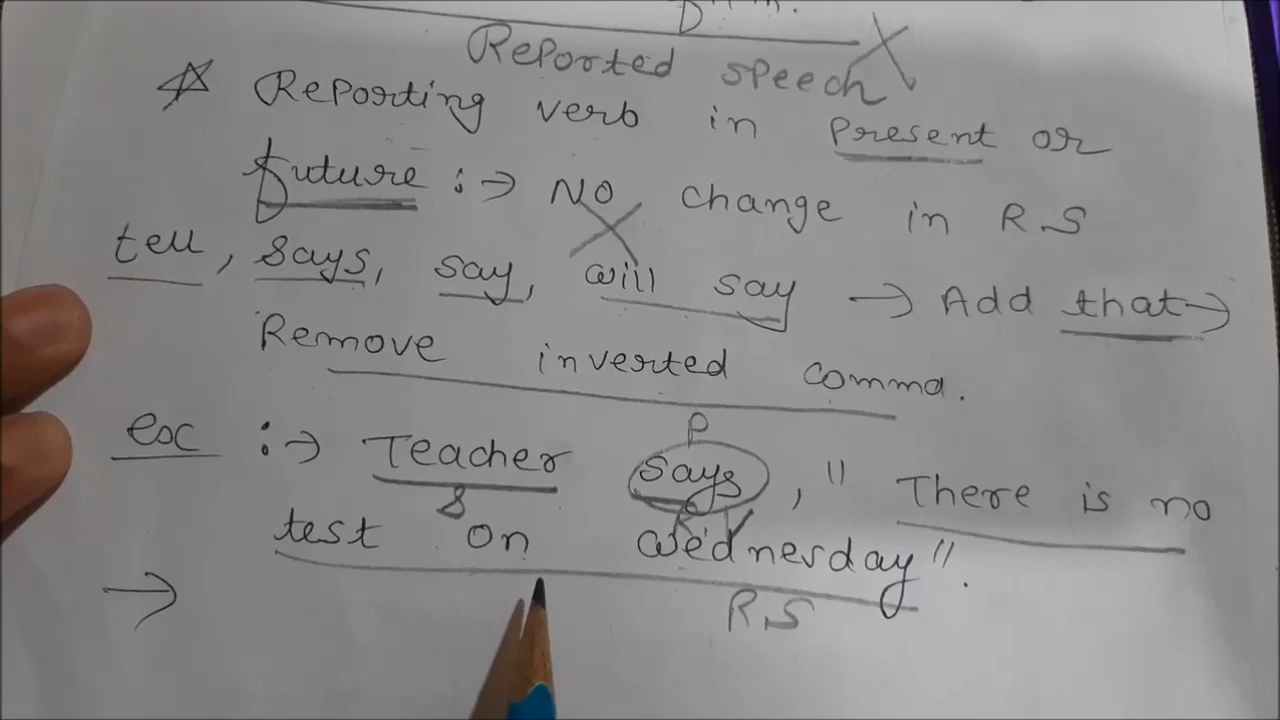 D
Reported speech
☆ Reporting verb in present or
future :→ NO change in R.S
tell, says, say, will say → Add that →
Remove inverted comma.
ex :→ Teacher says, " There is no
P
S
R.V
test on Wednesday".
→
R.S